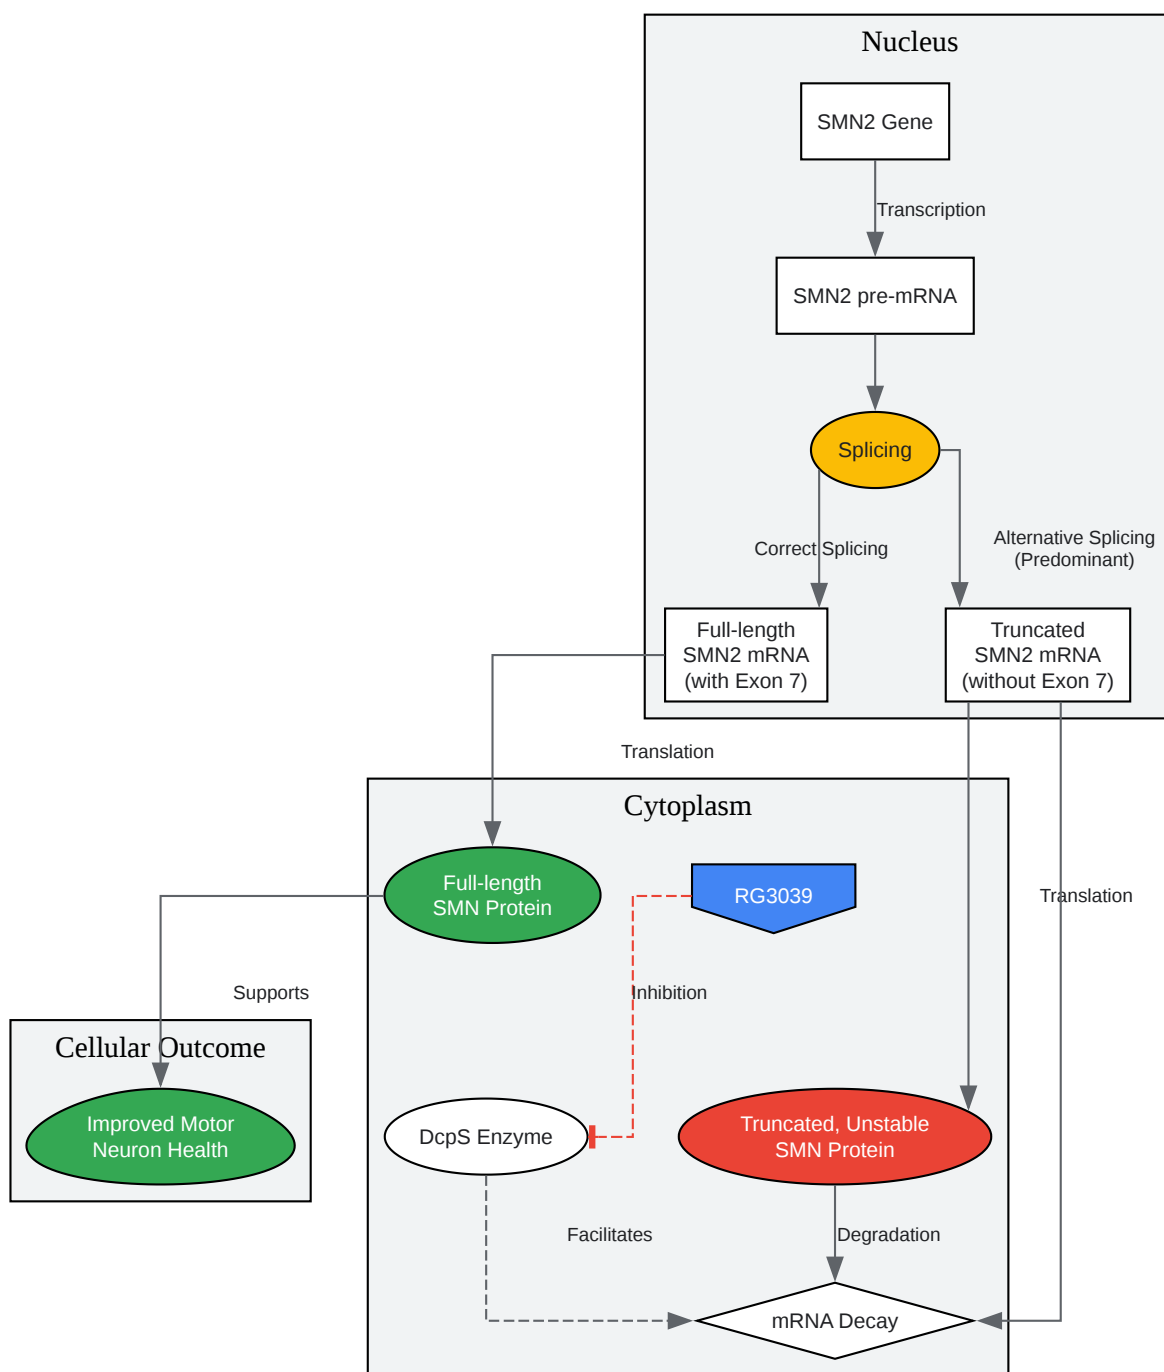 Nucleus
SMN2 Gene
Transcription
SMN2 pre-mRNA
Splicing
Correct Splicing
Alternative Splicing
(Predominant)
Full-length
SMN2 mRNA
(with Exon 7)
Truncated
SMN2 mRNA
(without Exon 7)
Translation
Cytoplasm
Full-length
SMN Protein
RG3039
Translation
Supports
Inhibition
Cellular Outcome
Improved Motor
Neuron Health
DcpS Enzyme
Truncated, Unstable
SMN Protein
Facilitates
Degradation
mRNA Decay